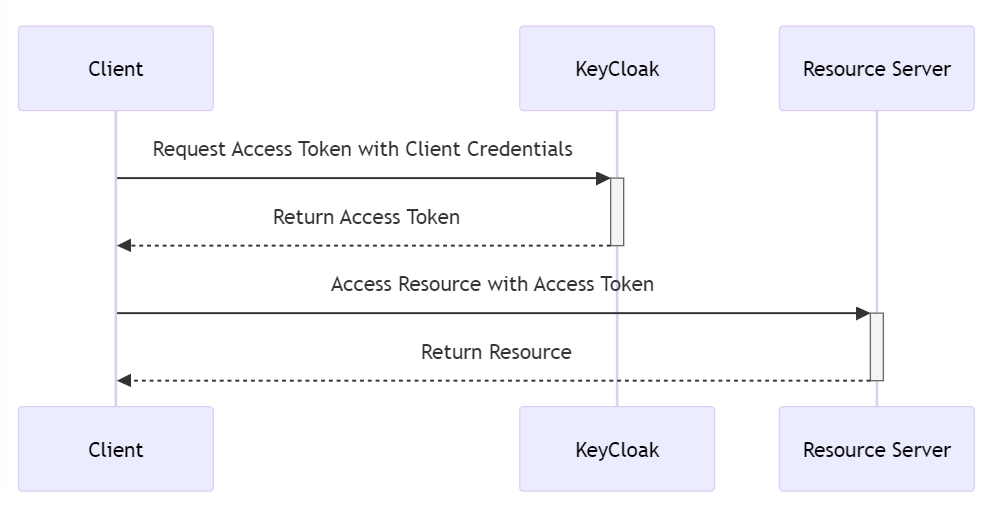 Client
KeyCloak
Resource Server
Request Access Token with Client Credentials
Return Access Token
Access Resource with Access Token
Return Resource
Client
KeyCloak
Resource Server